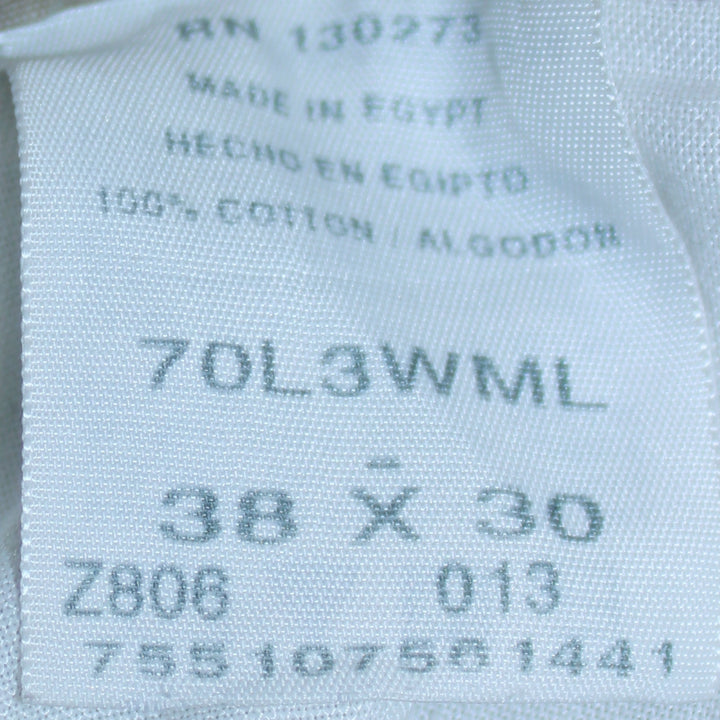 RN 130273
MADE IN EGYPT
HECHO EN EGIPTO
100% COTTON / ALGODON
70L3WML
38 X 30
Z806 013
755107561441